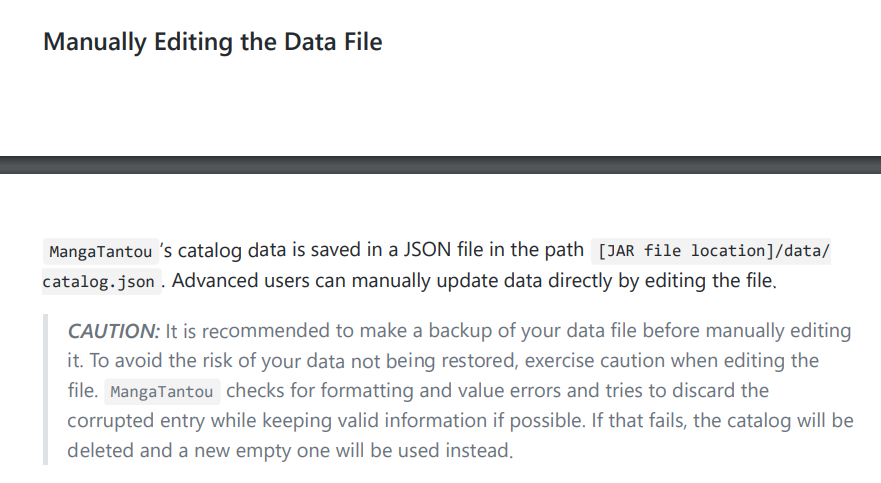 Manually Editing the Data File
MangaTantou's catalog data is saved in a JSON file in the path [JAR file location]/data/
catalog.json. Advanced users can manually update data directly by editing the file.
CAUTION: It is recommended to make a backup of your data file before manually editing
it. To avoid the risk of your data not being restored, exercise caution when editing the
file. MangaTantou checks for formatting and value errors and tries to discard the
corrupted entry while keeping valid information if possible. If that fails, the catalog will be
deleted and a new empty one will be used instead.